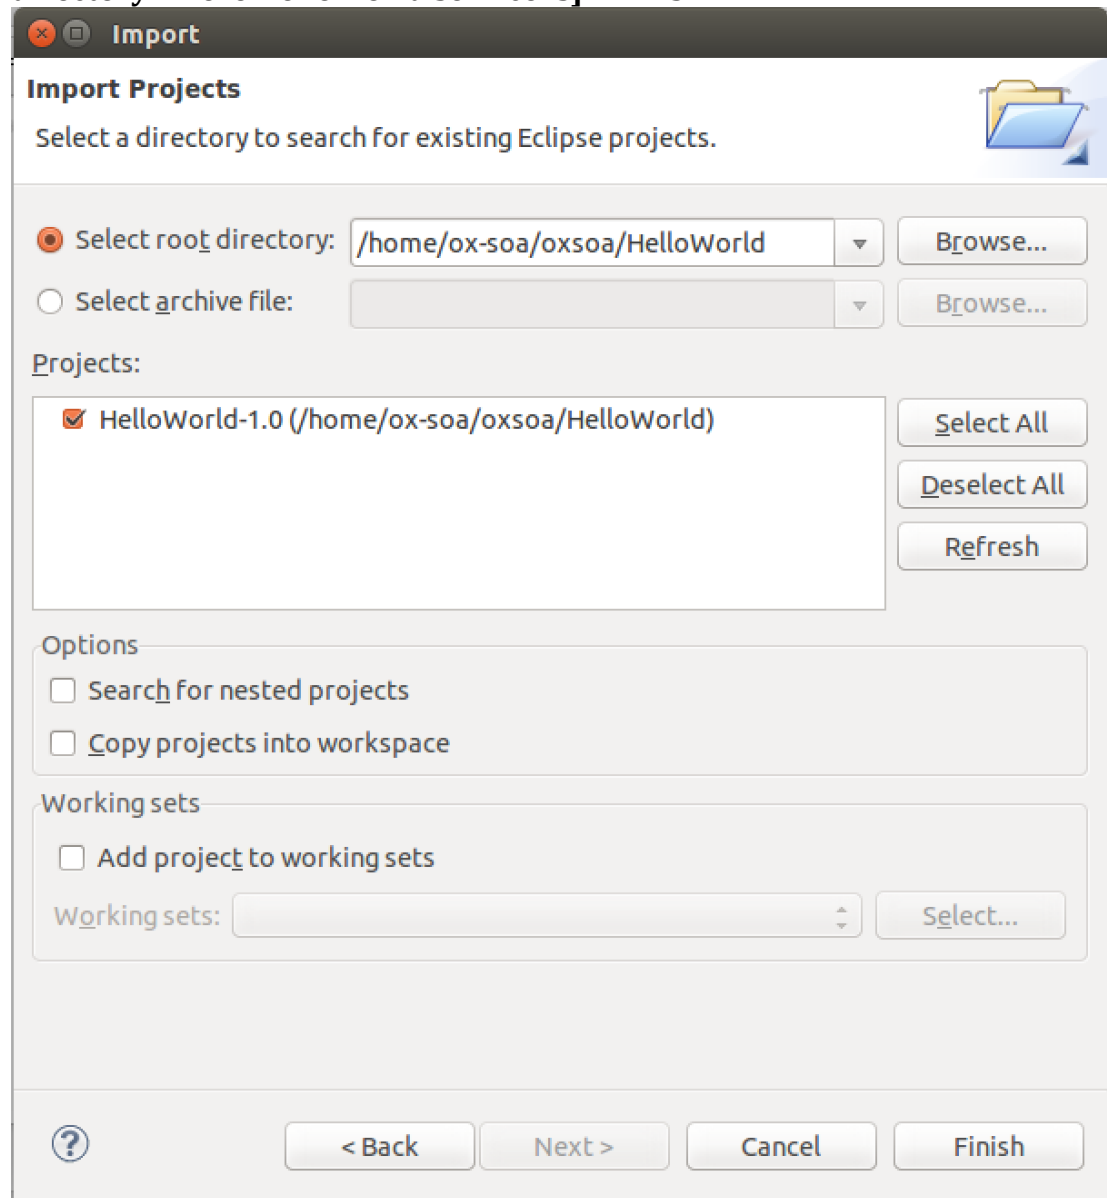 Import
Import Projects
Select a directory to search for existing Eclipse projects.
Select root directory: /home/ox-soa/oxsoa/HelloWorld Browse...
Select archive file: Browse...
Projects:
HelloWorld-1.0 (/home/ox-soa/oxsoa/HelloWorld)
Select All
Deselect All
Refresh
Options
Search for nested projects
Copy projects into workspace
Working sets
Add project to working sets
Working sets: Select...
? < Back Next > Cancel Finish